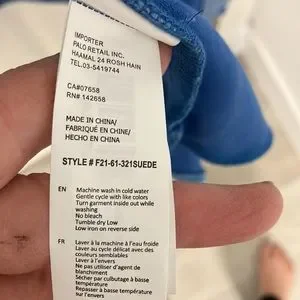 IMPORTER
PALO RETAIL INC.
HAAMAL 24 ROSH HAIN
TEL.03-5419744
CA#07658
RN# 142658
MADE IN CHINA/
FABRIQUÉ EN CHINE/
HECHO EN CHINA
STYLE # F21-61-321SUEDE
EN
Machine wash in cold water
Gentle cycle with like colors
Turn garment inside out while
washing
No bleach
Tumble dry Low
Low iron on reverse side
FR
Laver à la machine à l'eau froide
Laver au cycle délicat avec des
couleurs semblables
Laver à l'envers
Ne pas utiliser d'agent de
blanchiment
Sécher par culbutage à basse
température
Repasser à basse température
sur l'envers